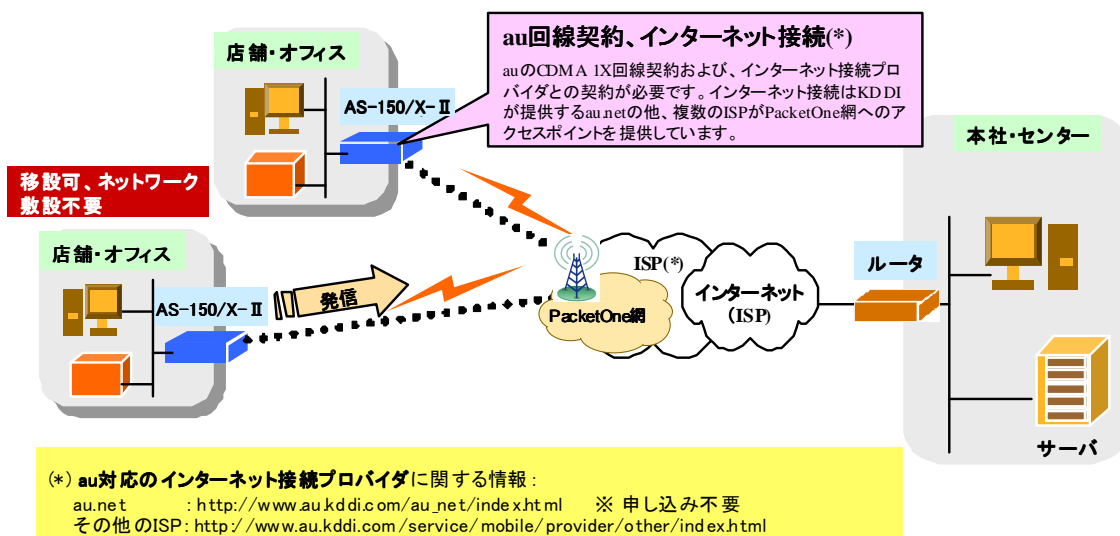 au回線契約、インターネット接続(*)
auのCDMA 1X回線契約および、インターネット接続プロ
バイダとの契約が必要です。インターネット接続はKDDI
が提供するau.netの他、複数のISPがPacketOne網へのア
クセスポイントを提供しています。
店舗・オフィス
AS-150/X-Ⅱ
本社・センター
移設可、ネットワーク
敷設不要
店舗・オフィス
AS-150/X-Ⅱ
発信
ISP(*)
PacketOne網
インターネット
(ISP)
ルータ
サーバ
(*) au対応のインターネット接続プロバイダに関する情報:
au.net : http://www.au.kddi.com/au_net/index.html ※ 申し込み不要
その他のISP: http://www.au.kddi.com/service/mobile/provider/other/index.html